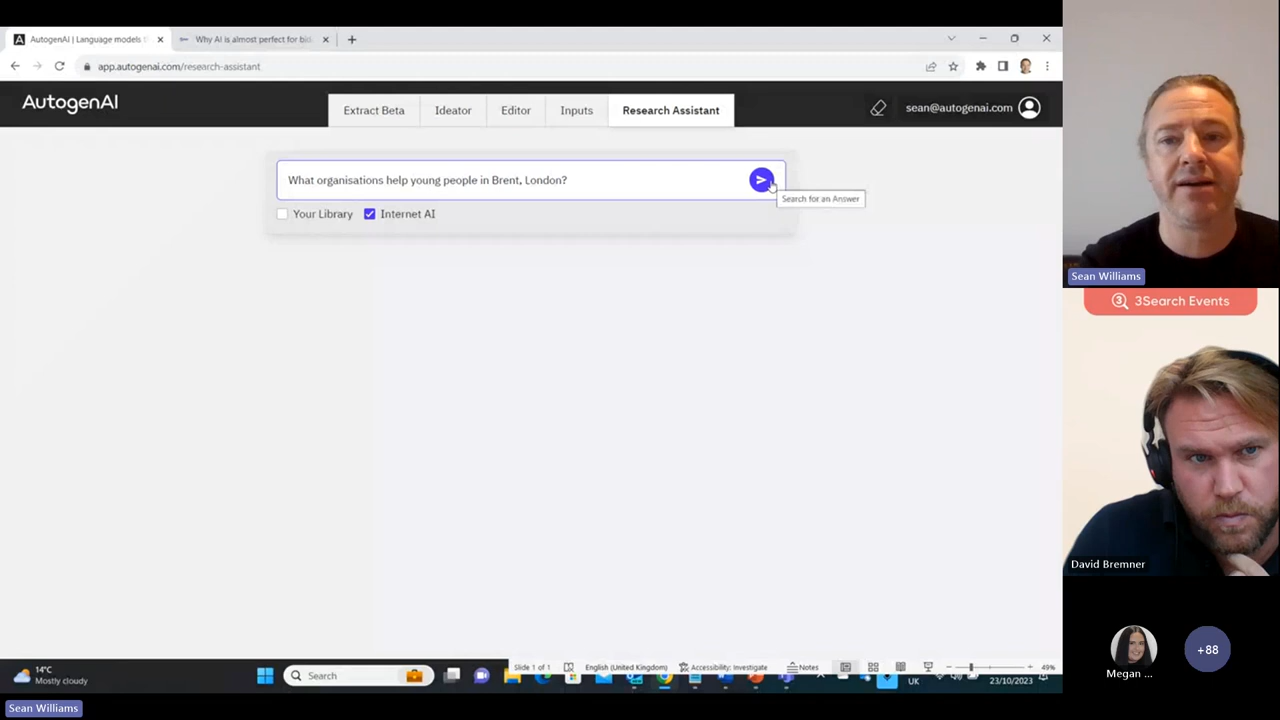 AutogenAI | Language models t
Why AI is almost perfect for bid
app.autogenai.com/research-assistant
AutogenAI
Extract Beta
Ideator
Editor
Inputs
Research Assistant
sean@autogenai.com
What organisations help young people in Brent, London?
Search for an Answer
Your Library
Internet AI
Sean Williams
3Search Events
David Bremner
+88
Megan ...
14°C
Mostly cloudy
Search
Slide 1 of 1
English (United Kingdom)
Accessibility: Investigate
Notes
49%
UK
23/10/2023
Sean Williams